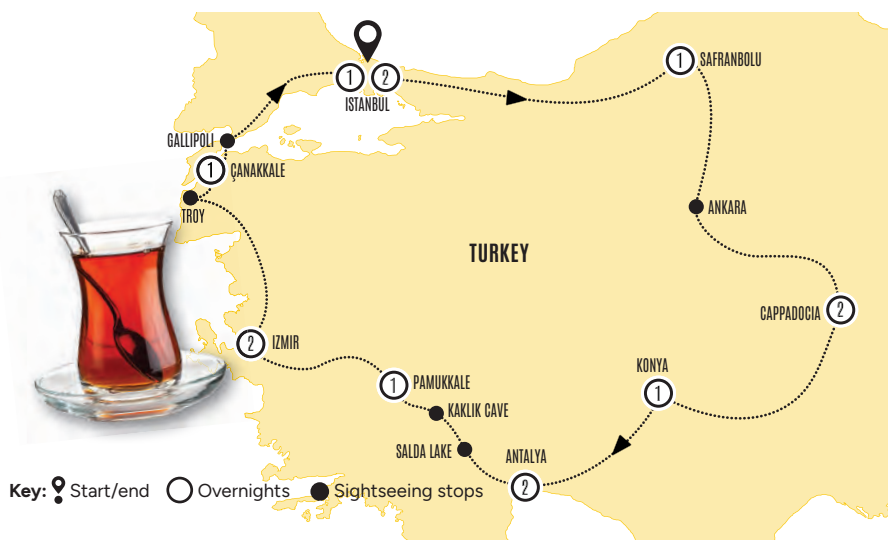 1
2
ISTANBUL
1
SAFRANBOLU
GALLIPOLI
1
ÇANAKKALE
TROY
ANKARA
TURKEY
2
CAPPADOCIA
2
IZMIR
1
PAMUKKALE
KONYA
1
KAKLIK CAVE
SALDA LAKE
ANTALYA
2
Key: Start/end Overnights Sightseeing stops